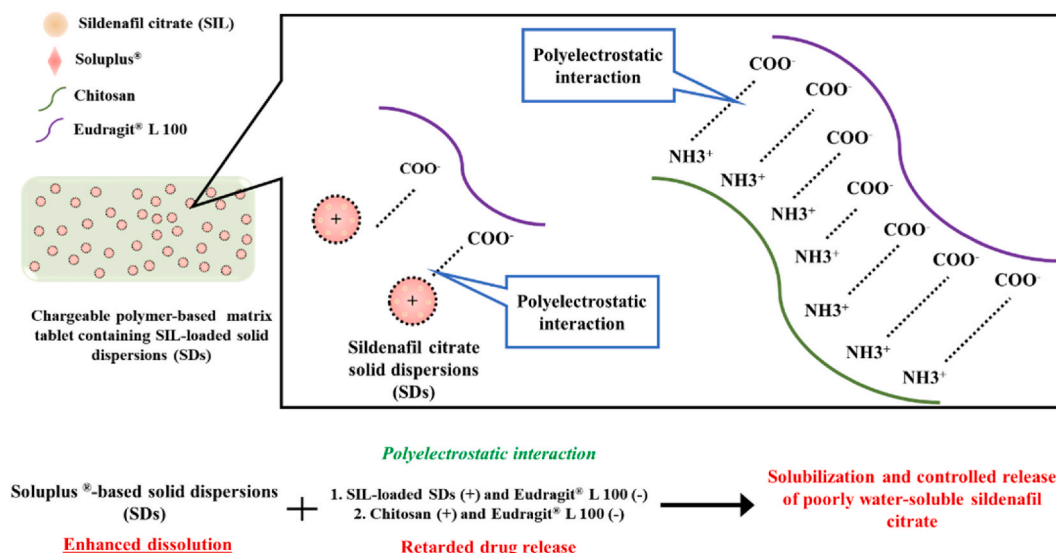 Sildenafil citrate (SIL)
Soluplus®
Chitosan
Eudragit® L 100
Chargeable polymer-based matrix
tablet containing SIL-loaded solid
dispersions (SDs)
COO-
COO-
+
+
Polyelectrostatic
interaction
Sildenafil citrate
solid dispersions
(SDs)
Polyelectrostatic
interaction
COO-
COO-
COO-
COO-
COO-
COO-
COO-
NH3+
NH3+
NH3+
NH3+
NH3+
NH3+
NH3+
Polyelectrostatic interaction
Soluplus ®-based solid dispersions
(SDs)
Enhanced dissolution
+
1. SIL-loaded SDs (+) and Eudragit® L 100 (-)
2. Chitosan (+) and Eudragit® L 100 (-)
Retarded drug release
Solubilization and controlled release
of poorly water-soluble sildenafil
citrate